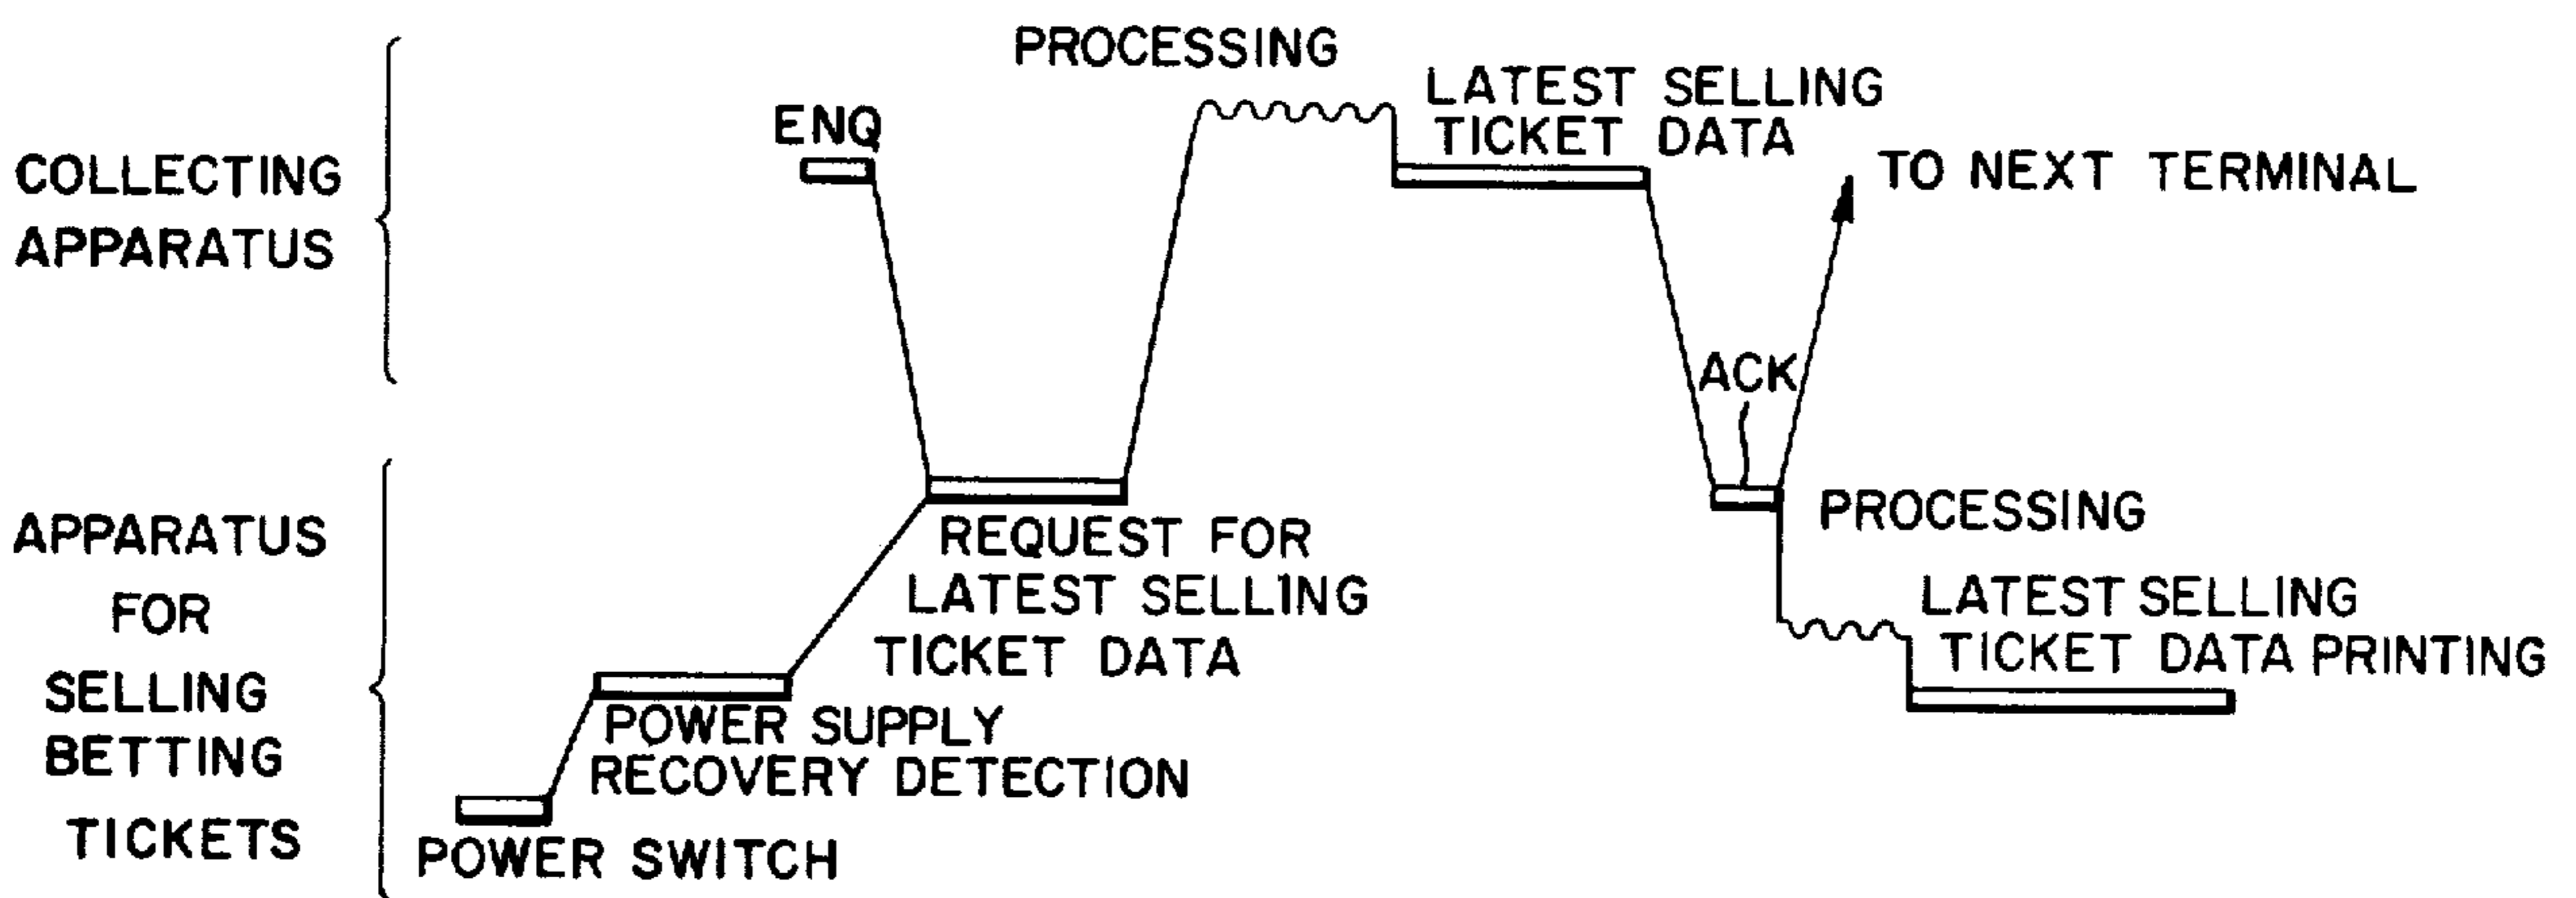 PROCESSING
LATEST SELLING
TICKET DATA
ENQ
TO NEXT TERMINAL
COLLECTING
APPARATUS
ACK
PROCESSING
APPARATUS
FOR
SELLING
BETTING
TICKETS
REQUEST FOR
LATEST SELLING
TICKET DATA
LATEST SELLING
TICKET DATA PRINTING
POWER SUPPLY
RECOVERY DETECTION
POWER SWITCH